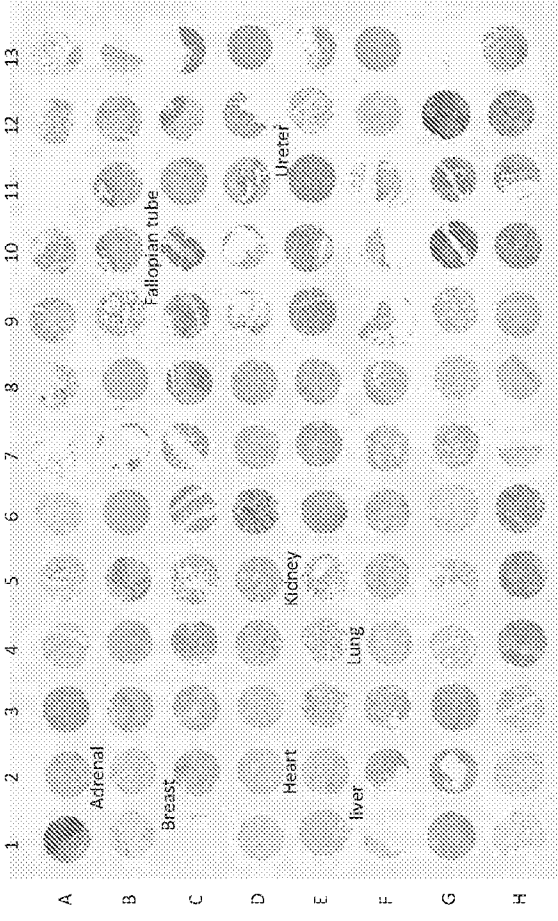 1 2 3 4 5 6 7 8 9 10 11 12 13
A
Adrenal
B
Breast
Fallopian tube
C
D
Heart
Kidney
Ureter
E
liver
Lung
F
G
H